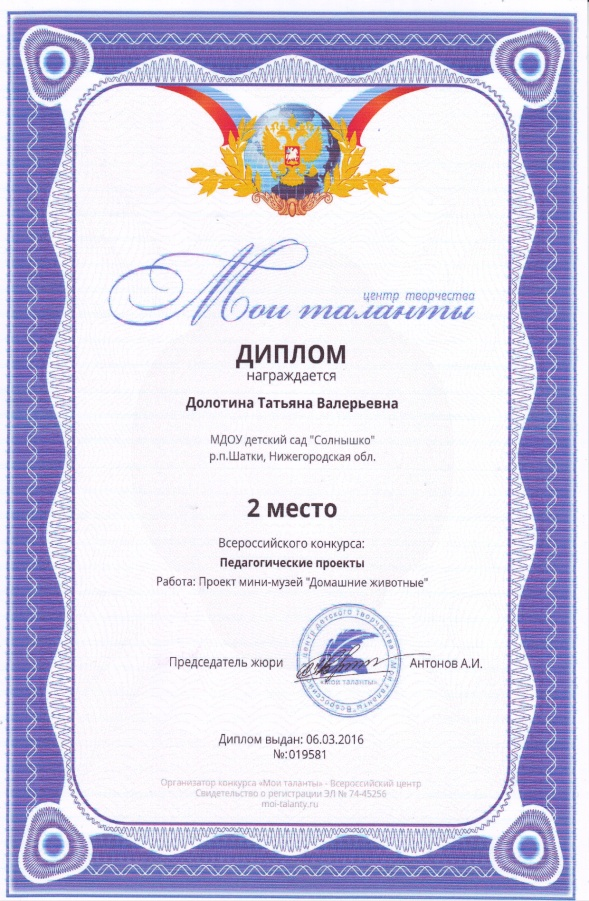 центр творчества
Мои таланты
ДИПЛОМ
награждается
Долотина Татьяна Валерьевна
МДОУ детский сад "Солнышко"
р.п.Шатки, Нижегородская обл.
2 место
Всероссийского конкурса:
Педагогические проекты
Работа: Проект мини-музей "Домашние животные"
центр детского творчества
«Мои таланты»
Председатель жюри
Антонов А.И.
Диплом выдан: 06.03.2016
№:019581
Организатор конкурса «Мои таланты» - Всероссийский центр
Свидетельство о регистрации ЭЛ № 74-45256
moi-talanty.ru